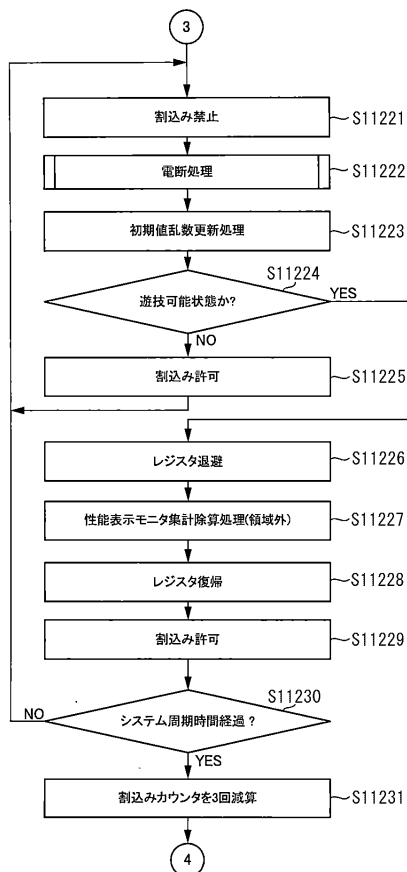 3
割込み禁止
S11221
電断処理
S11222
初期値乱数更新処理
S11223
S11224
遊技可能状態か?
YES
NO
割込み許可
S11225
レジスタ退避
S11226
性能表示モニタ集計除算処理(領域外)
S11227
レジスタ復帰
S11228
割込み許可
S11229
S11230
NO
システム周期時間経過?
YES
割込みカウンタを3回減算
S11231
4